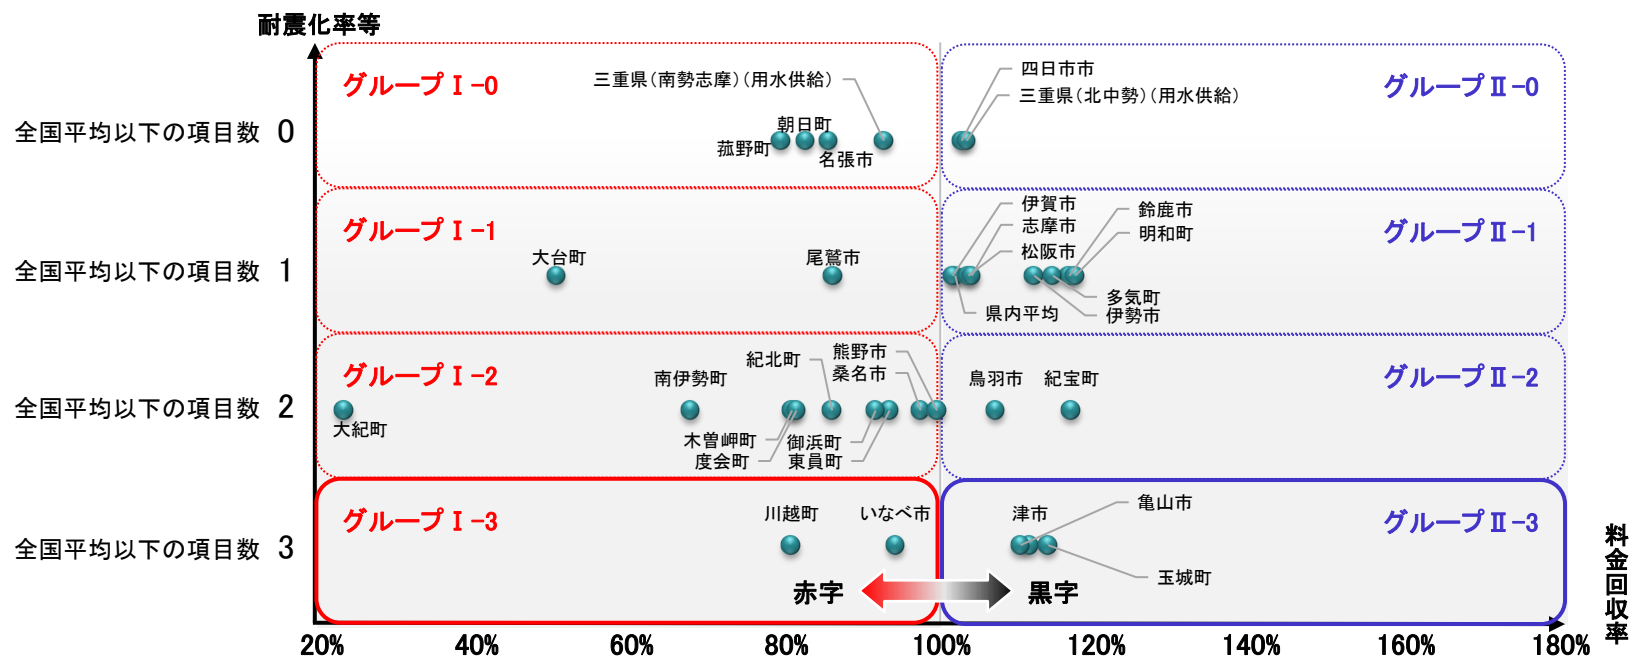 耐震化率等
グループⅠ-0
三重県(南勢志摩)(用水供給)
四日市市
三重県(北中勢)(用水供給)
グループⅡ-0
全国平均以下の項目数 0
朝日町
菰野町
名張市
グループⅠ-1
伊賀市
志摩市
松阪市
鈴鹿市
明和町
グループⅡ-1
全国平均以下の項目数 1
大台町
尾鷲市
県内平均
多気町
伊勢市
グループⅠ-2
南伊勢町
紀北町
熊野市
桑名市
鳥羽市
紀宝町
グループⅡ-2
全国平均以下の項目数 2
大紀町
木曽岬町
度会町
御浜町
東員町
グループⅠ-3
川越町
いなべ市
津市
亀山市
グループⅡ-3
全国平均以下の項目数 3
玉城町
赤字
黒字
料金回収率
20% 40% 60% 80% 100% 120% 140% 160% 180%